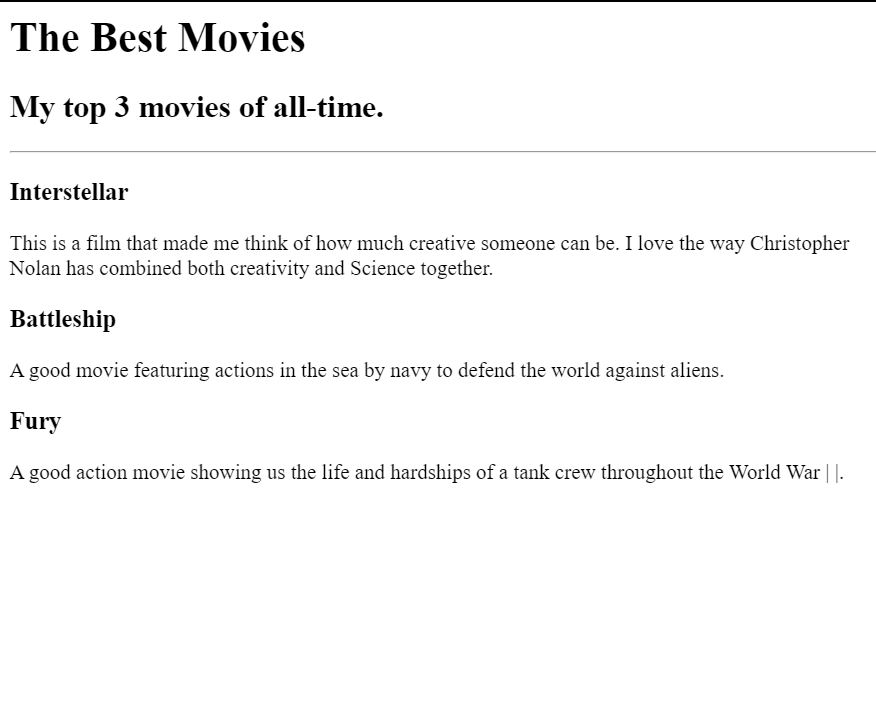 The Best Movies
My top 3 movies of all-time.
Interstellar
This is a film that made me think of how much creative someone can be. I love the way Christopher
Nolan has combined both creativity and Science together.
Battleship
A good movie featuring actions in the sea by navy to defend the world against aliens.
Fury
A good action movie showing us the life and hardships of a tank crew throughout the World War | |.